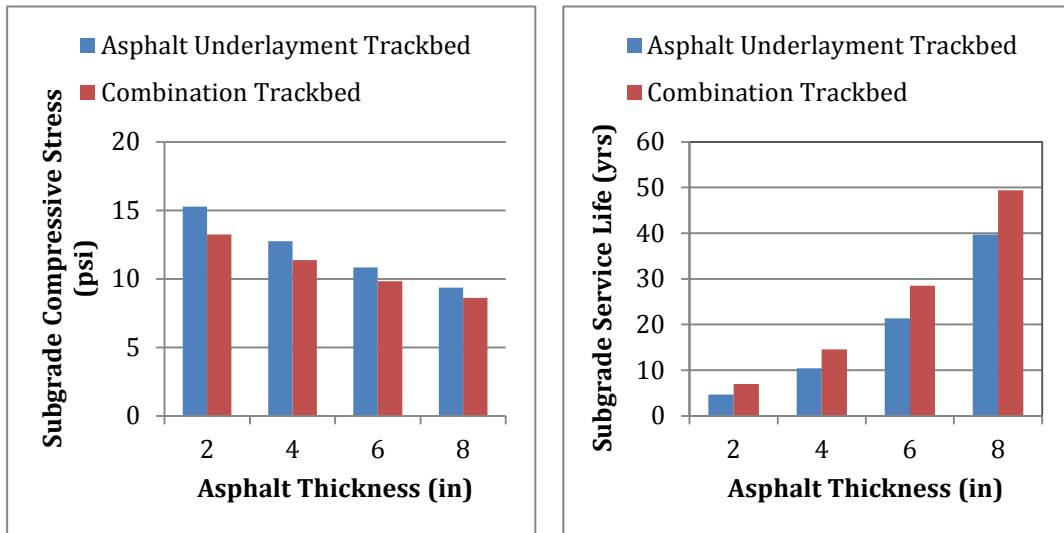 Asphalt Underlayment Trackbed
Combination Trackbed
Subgrade Compressive Stress
(psi)
20
15
10
5
0
2 4 6 8
Asphalt Thickness (in)
Asphalt Underlayment Trackbed
Combination Trackbed
Subgrade Service Life (yrs)
60
50
40
30
20
10
0
2 4 6 8
Asphalt Thickness (in)